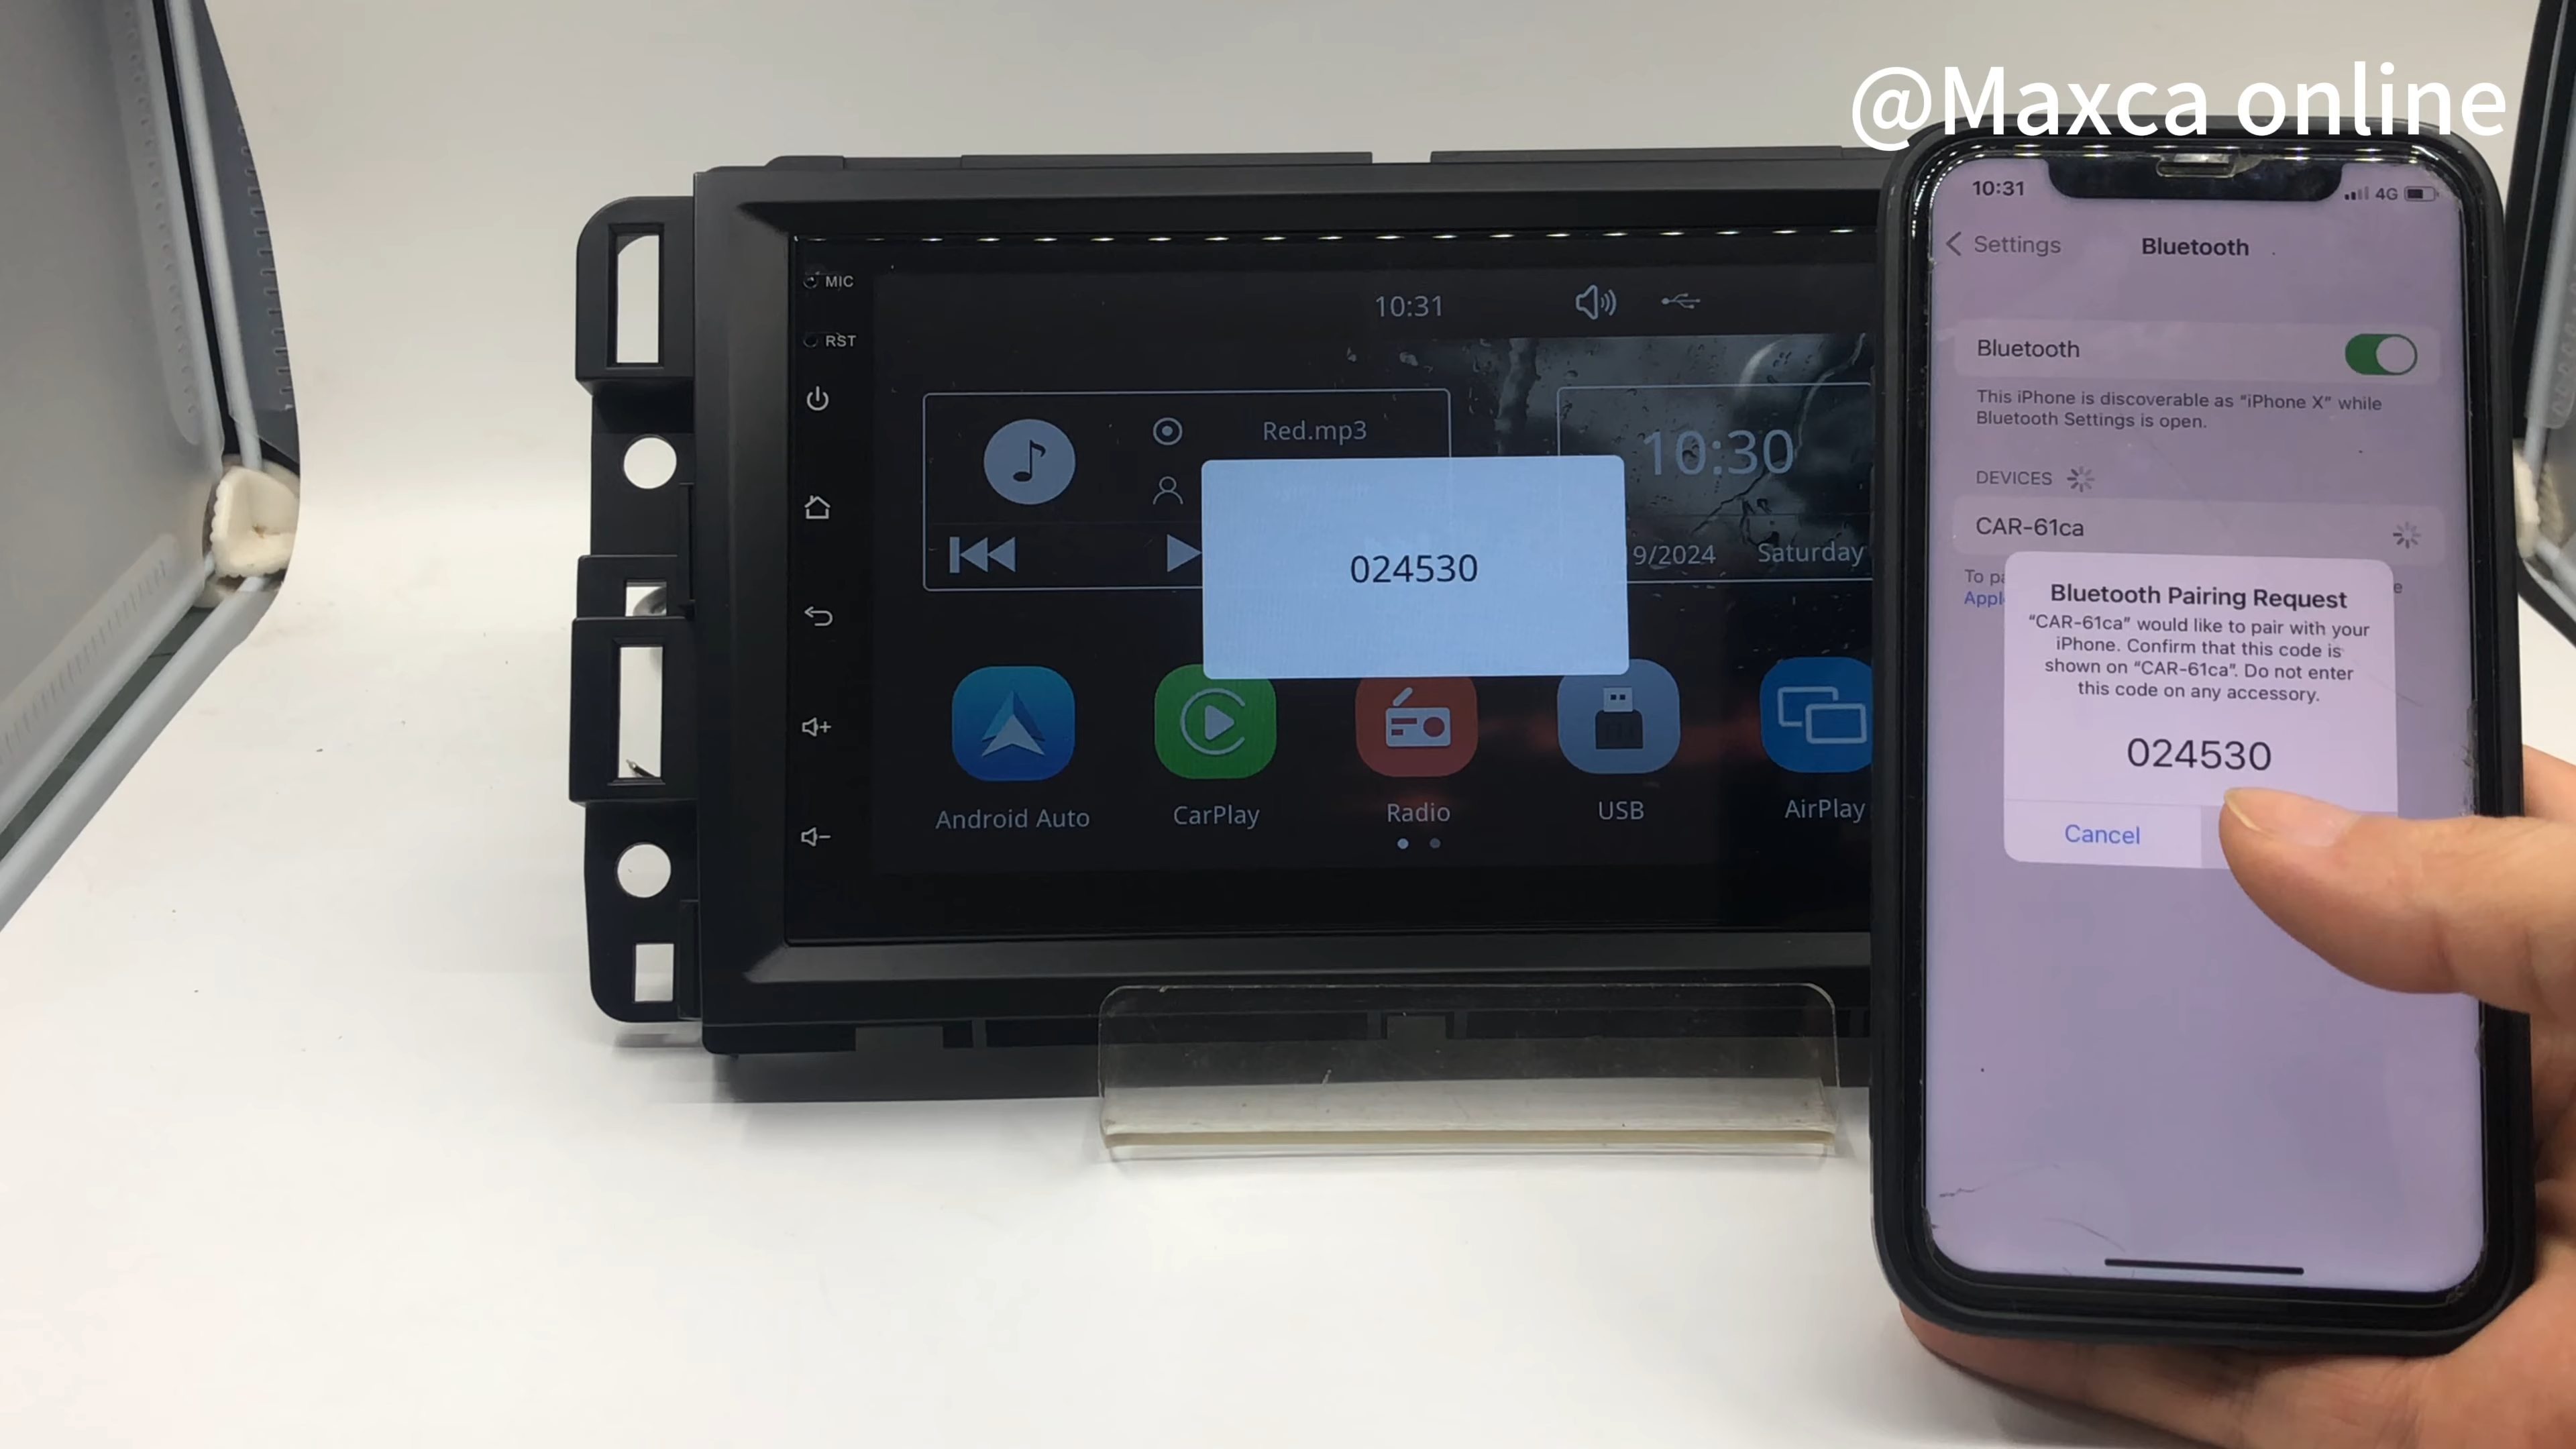 @Maxca online
MIC
RST
10:31
Red.mp3
10:30
9/2024 Saturday
024530
Android Auto
CarPlay
Radio
USB
AirPlay
10:31
4G
Settings
Bluetooth
Bluetooth
This iPhone is discoverable as “iPhone X” while
Bluetooth Settings is open.
DEVICES
CAR-61ca
To
Bluetooth Pairing Request
“CAR-61ca” would like to pair with your
iPhone. Confirm that this code is
shown on “CAR-61ca”. Do not enter
this code on any accessory.
024530
Cancel